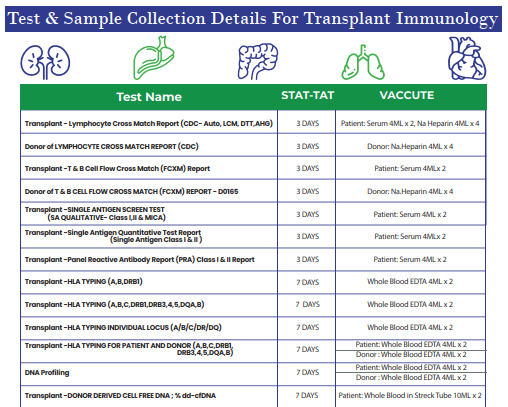 Test & Sample Collection Details For Transplant Immunology
Test Name STAT-TAT VACCUTE
Transplant - Lymphocyte Cross Match Report (CDC- Auto, LCM, DTT,AHG) 3 DAYS Patient: Serum 4ML x 2, Na Heparin 4ML x 4
Donor of LYMPHOCYTE CROSS MATCH REPORT (CDC) 3 DAYS Donor: Na.Heparin 4ML x 4
Transplant -T & B Cell Flow Cross Match (FCXM) Report 3 DAYS Patient: Serum 4MLx 2
Donor of T & B CELL FLOW CROSS MATCH (FCXM) REPORT - D0165 3 DAYS Donor: Na.Heparin 4ML x 4
Transplant -SINGLE ANTIGEN SCREEN TEST
(SA QUALITATIVE- Class I,II & MICA) 3 DAYS Patient: Serum 4ML x 2
Transplant -Single Antigen Quantitative Test Report
(Single Antigen Class I & II ) 3 DAYS Patient: Serum 4MLx 2
Transplant -Panel Reactive Antibody Report (PRA) Class I & II Report 3 DAYS Patient: Serum 4MLx 2
Transplant -HLA TYPING (A,B,DRB1) 7 DAYS Whole Blood EDTA 4ML x 2
Transplant -HLA TYPING (A,B,C,DRB1,DRB3,4,5,DQA,B) 7 DAYS Whole Blood EDTA 4ML x 2
Transplant -HLA TYPING INDIVIDUAL LOCUS (A/B/C/DR/DQ) 7 DAYS Whole Blood EDTA 4ML x 2
Transplant -HLA TYPING FOR PATIENT AND DONOR (A,B,C,DRB1,
DRB3,4,5,DQA,B) 7 DAYS Patient: Whole Blood EDTA 4ML x 2
Donor : Whole Blood EDTA 4ML x 2
DNA Profiling 7 DAYS Patient: Whole Blood EDTA 4ML x 2
Donor : Whole Blood EDTA 4ML x 2
Transplant -DONOR DERIVED CELL FREE DNA ; % dd-cfDNA 7 DAYS Patient: Whole Blood in Streck Tube 10ML x 2